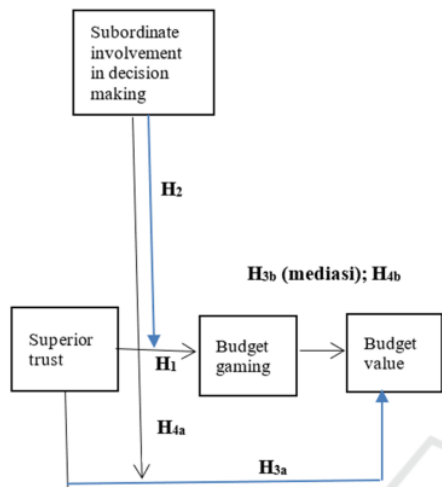 Subordinate
involvement
in decision
making
H2
H3b (mediasi); H4b
Superior
trust
H1
Budget
gaming
Budget
value
H4a
H3a